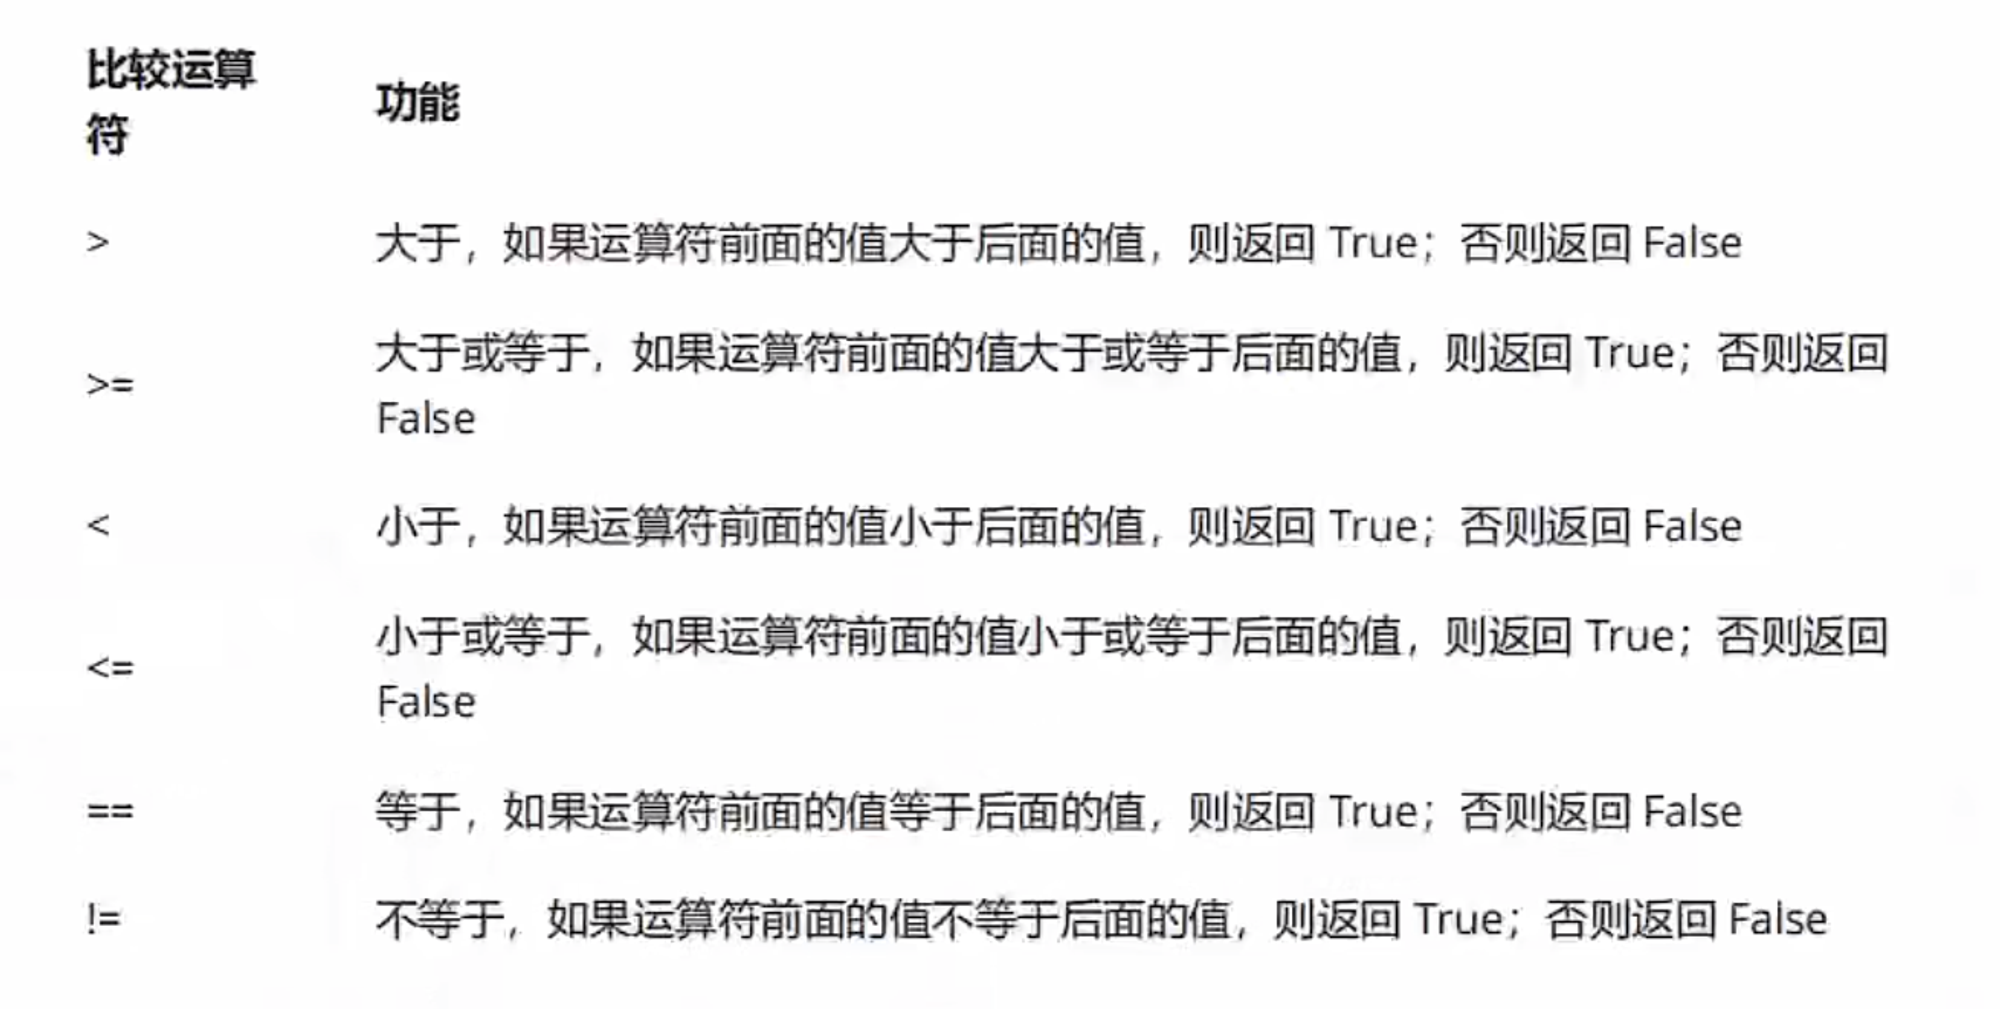 比较运算
符
功能
>
大于，如果运算符前面的值大于后面的值，则返回 True；否则返回 False
>=
大于或等于，如果运算符前面的值大于或等于后面的值，则返回 True；否则返回
False
<
小于，如果运算符前面的值小于后面的值，则返回 True；否则返回 False
<=
小于或等于，如果运算符前面的值小于或等于后面的值，则返回 True；否则返回
False
==
等于，如果运算符前面的值等于后面的值，则返回 True；否则返回 False
!=
不等于，如果运算符前面的值不等于后面的值，则返回 True；否则返回 False